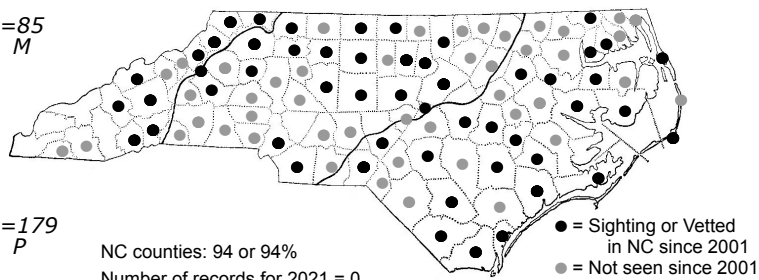 =85
M
=179
P
NC counties: 94 or 94%
Number of records for 2021 = 0
● = Sighting or Vetted
in NC since 2001
● = Not seen since 2001